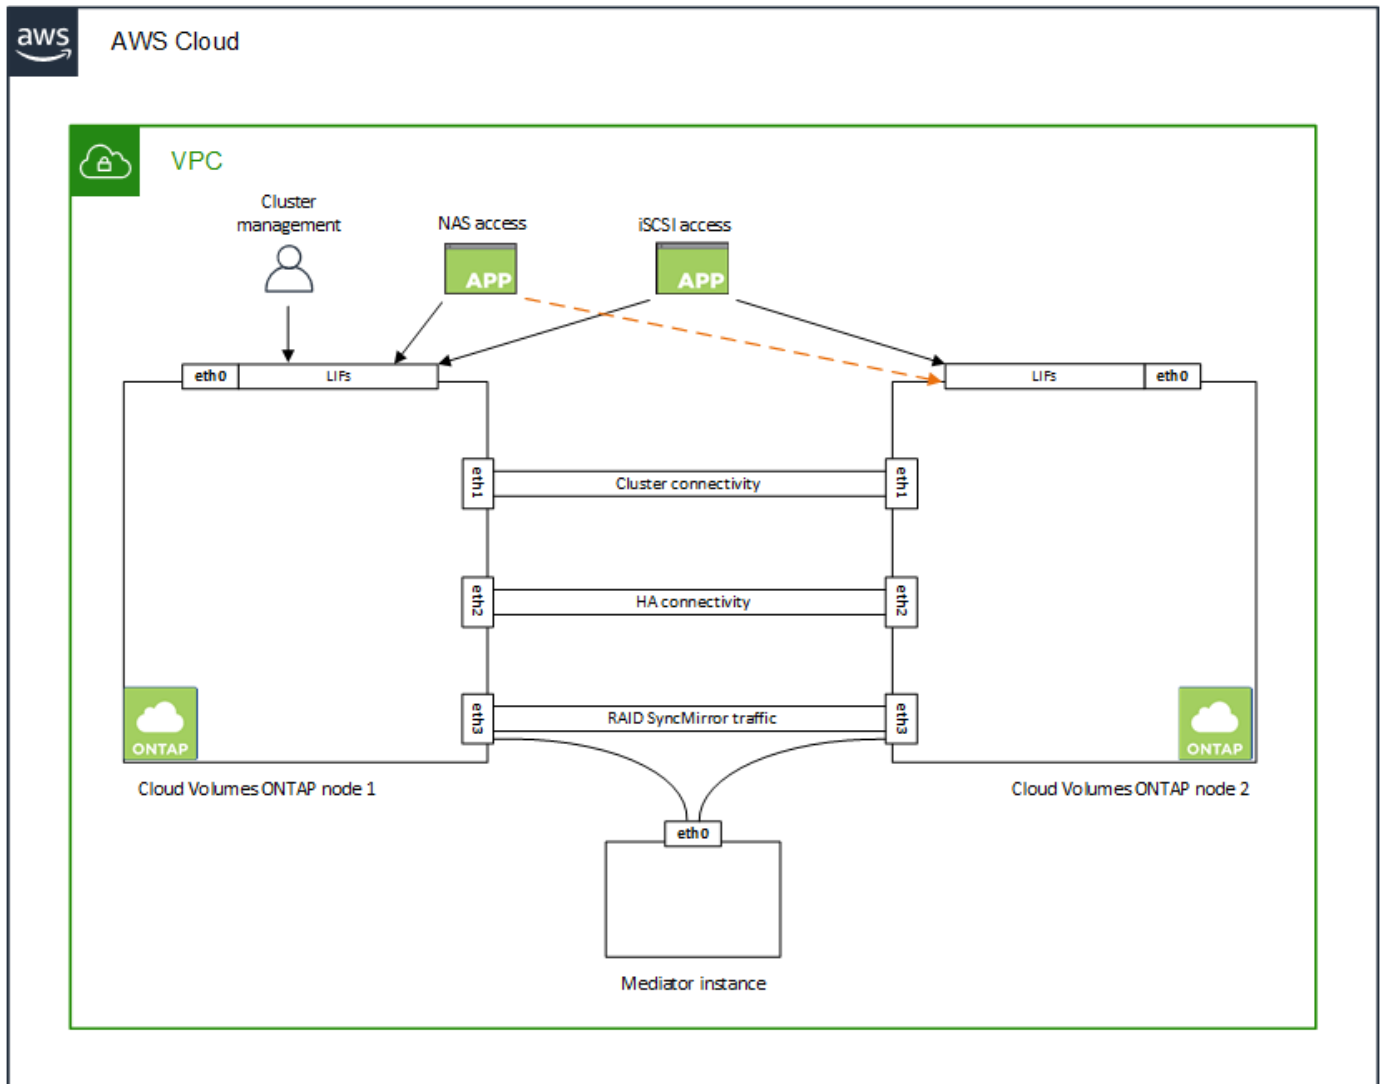 aws
AWS Cloud
VPC
Cluster
management
NAS access
iSCSI access
APP
APP
eth0
LIFs
LIFs
eth0
eth1
Cluster connectivity
eth1
eth2
HA connectivity
eth2
eth3
RAID SyncMirror traffic
eth3
ONTAP
ONTAP
Cloud Volumes ONTAP node 1
Cloud Volumes ONTAP node 2
eth0
Mediator instance